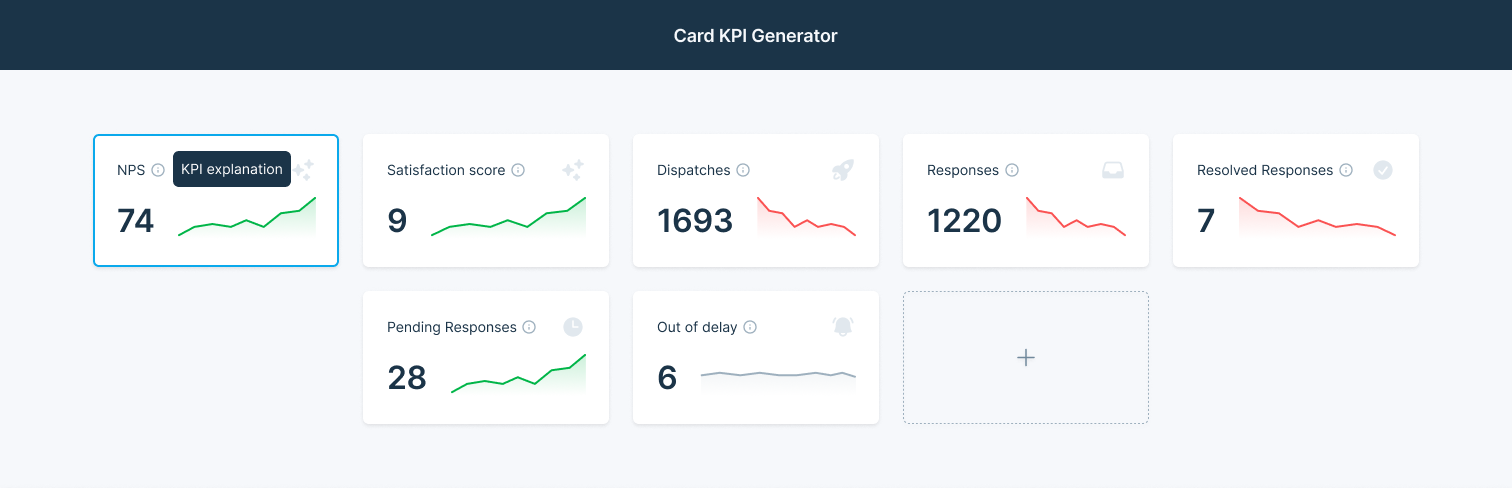 Card KPI Generator
NPS
KPI explanation
74
Satisfaction score
9
Dispatches
1693
Responses
1220
Resolved Responses
7
Pending Responses
28
Out of delay
6